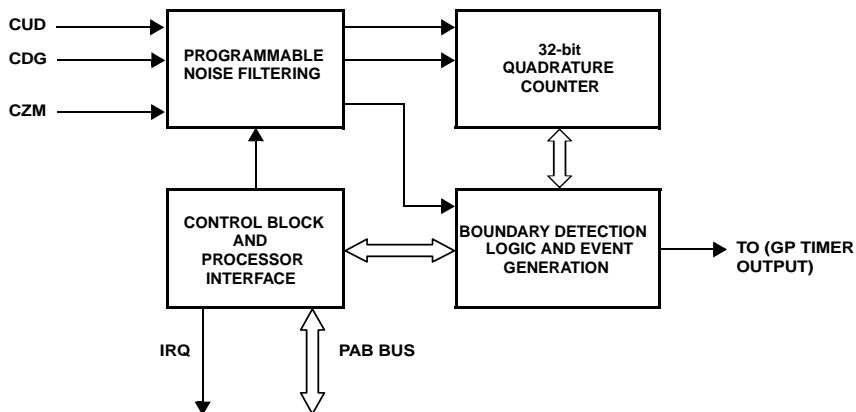 CUD
CDG
CZM
PROGRAMMABLE
NOISE FILTERING
32-bit
QUADRATURE
COUNTER
CONTROL BLOCK
AND
PROCESSOR
INTERFACE
BOUNDARY DETECTION
LOGIC AND EVENT
GENERATION
TO (GP TIMER
OUTPUT)
IRQ
PAB BUS